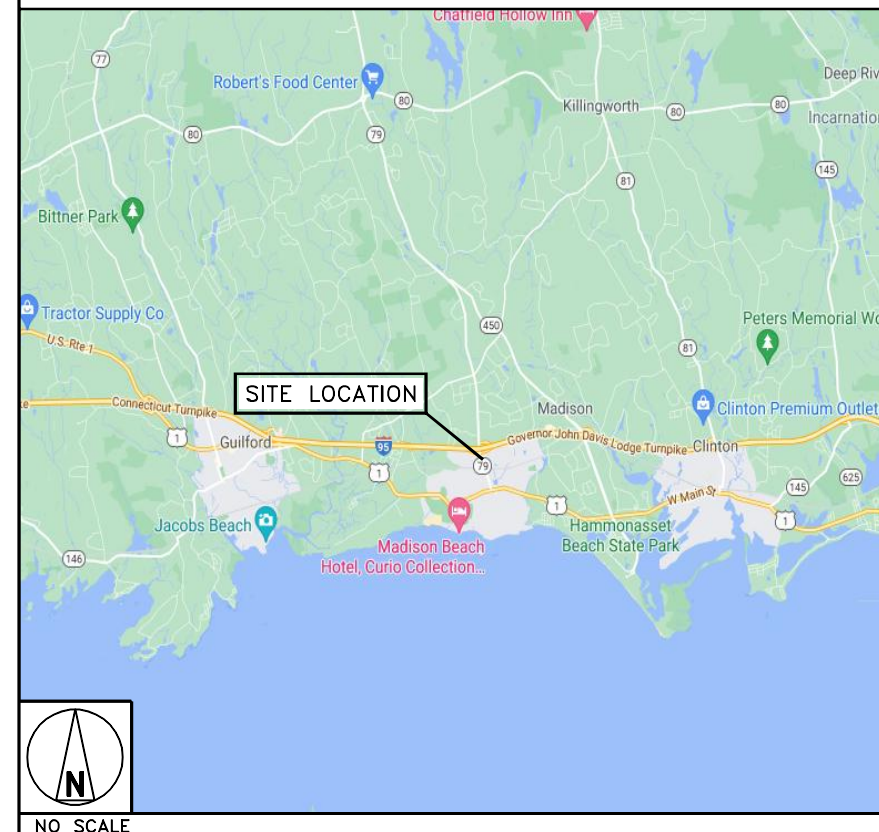 Chatfield Hollow Inn
77
Robert's Food Center
80
Deep Riv
Killingworth
80
80
80
Incarnation
79
145
81
Bittner Park
Tractor Supply Co
450
Peters Memorial Wo
U.S. Rte 1
81
SITE LOCATION
Connecticut Turnpike
Madison
Clinton Premium Outlet
1
Guilford
95
Governor John Davis Lodge Turnpike
Clinton
79
1
145
625
W Main St
1
1
Jacobs Beach
Hammonasset
Beach State Park
Madison Beach
Hotel, Curio Collection...
146
N
NO SCALE